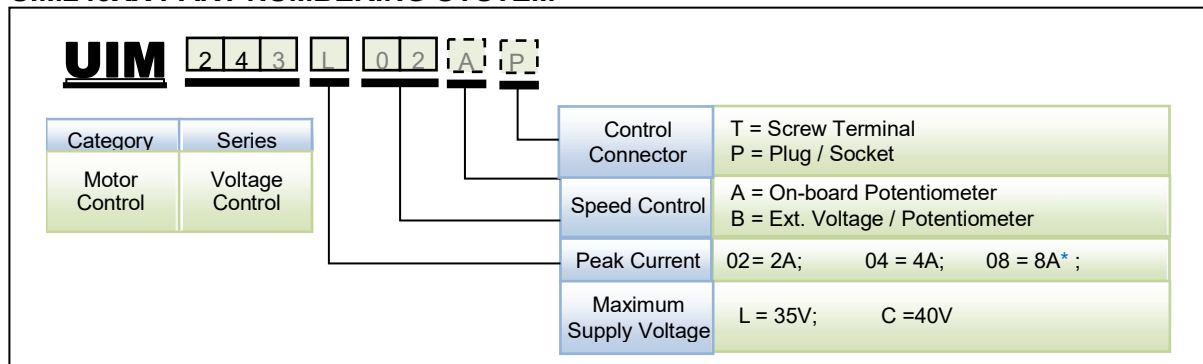 UIM 2 4 3 L 0 2 A P
Category Series
Motor Control Voltage Control
Control Connector T = Screw Terminal
P = Plug / Socket
Speed Control A = On-board Potentiometer
B = Ext. Voltage / Potentiometer
Peak Current 02= 2A; 04 = 4A; 08 = 8A* ;
Maximum Supply Voltage L = 35V; C =40V